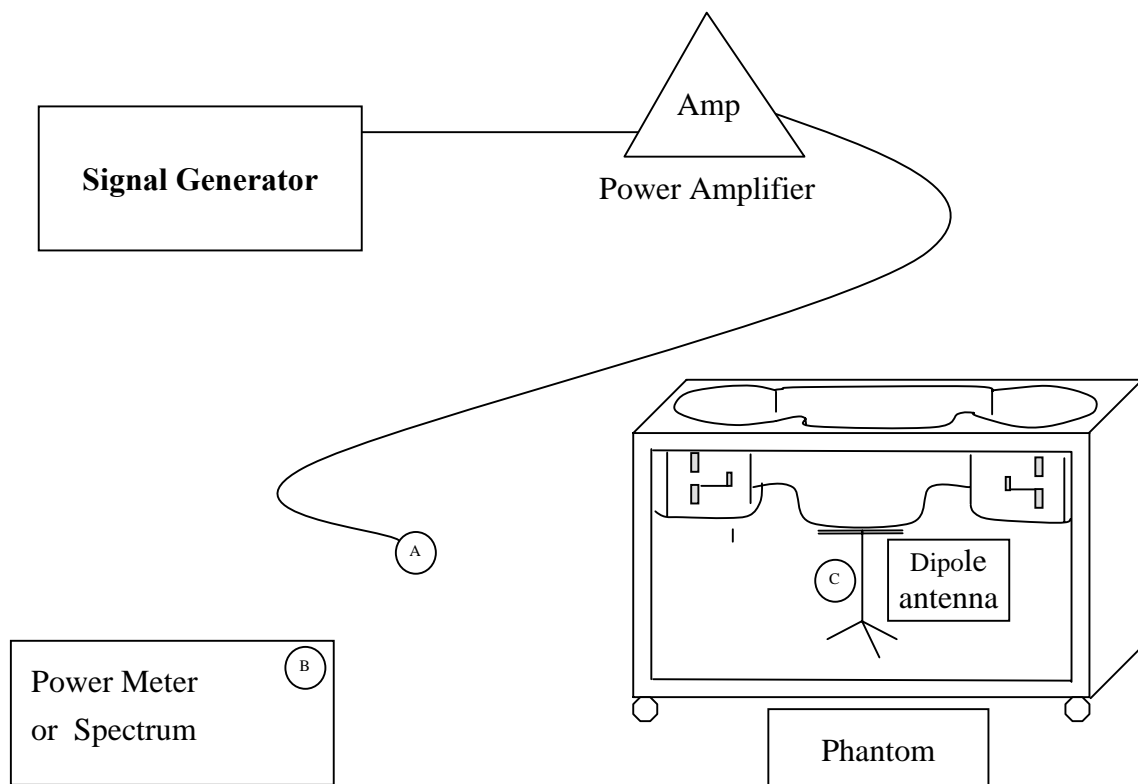 Amp
Signal Generator
Power Amplifier
A
C
Dipole
antenna
B
Power Meter
or Spectrum
Phantom